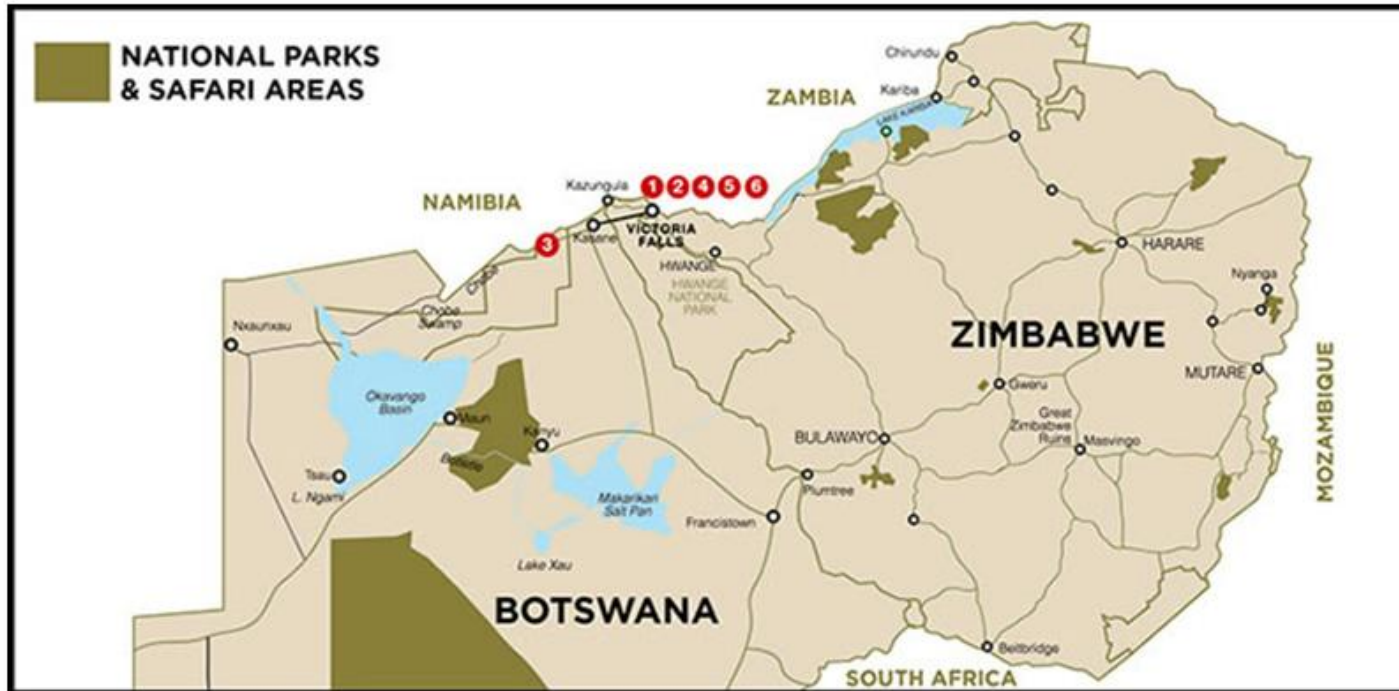 NATIONAL PARKS
& SAFARI AREAS
Chirundu
Kariba
ZAMBIA
LAKE KARIBA
Kazungula
1 2 4 5 6
NAMIBIA
VICTORIA
FALLS
Kasane
3
HWANGE
HARARE
HWANGE
NATIONAL
PARK
Nyanga
Chobe
Chobe
Swamp
Nxaunxau
ZIMBABWE
MUTARE
MOZAMBIQUE
Okavango
Basin
Gweru
Maun
Great
Zimbabwe
Ruins
Masvingo
Kanyu
BULAWAYO
Botletle
Tsau
L. Ngami
Makarikari
Salt Pan
Plumtree
Francistown
Lake Xau
BOTSWANA
Beitbridge
SOUTH AFRICA